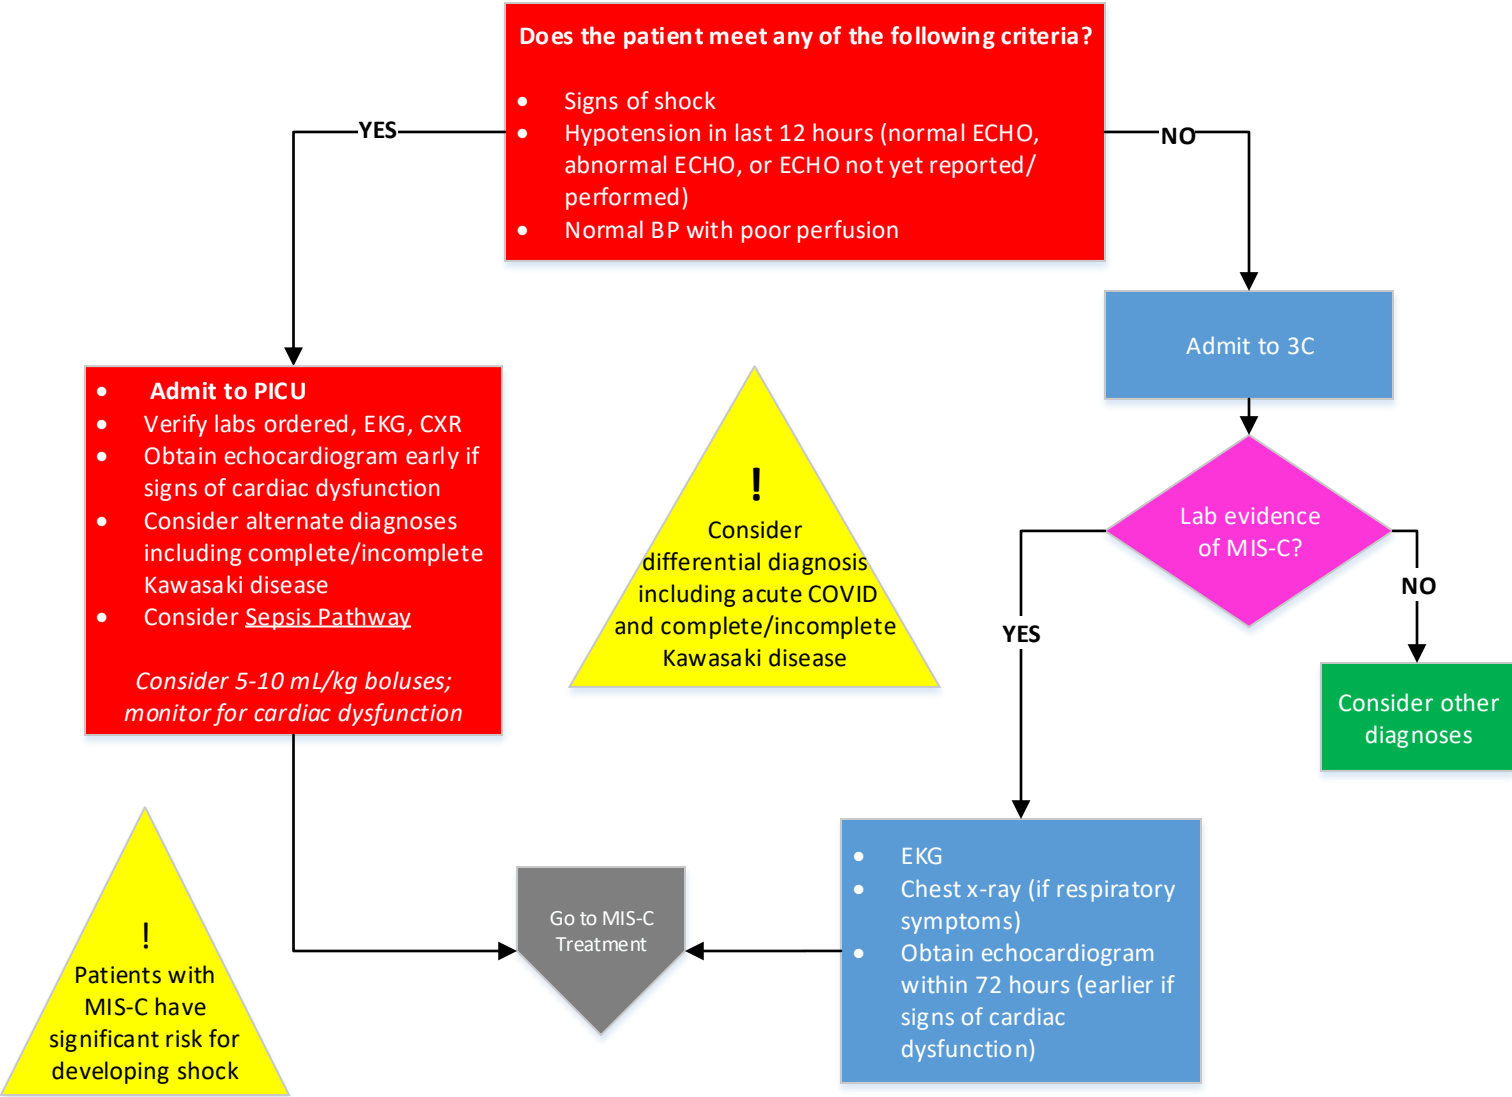 Does the patient meet any of the following criteria?
• Signs of shock
• Hypotension in last 12 hours (normal ECHO,
abnormal ECHO, or ECHO not yet reported/
performed)
• Normal BP with poor perfusion
YES
NO
Admit to 3C
• Admit to PICU
• Verify labs ordered, EKG, CXR
• Obtain echocardiogram early if
signs of cardiac dysfunction
• Consider alternate diagnoses
including complete/incomplete
Kawasaki disease
• Consider Sepsis Pathway
Consider 5-10 mL/kg boluses;
monitor for cardiac dysfunction
!
Consider
differential diagnosis
including acute COVID
and complete/incomplete
Kawasaki disease
Lab evidence
of MIS-C?
YES
NO
Consider other
diagnoses
!
Patients with
MIS-C have
significant risk for
developing shock
Go to MIS-C
Treatment
• EKG
• Chest x-ray (if respiratory
symptoms)
• Obtain echocardiogram
within 72 hours (earlier if
signs of cardiac
dysfunction)